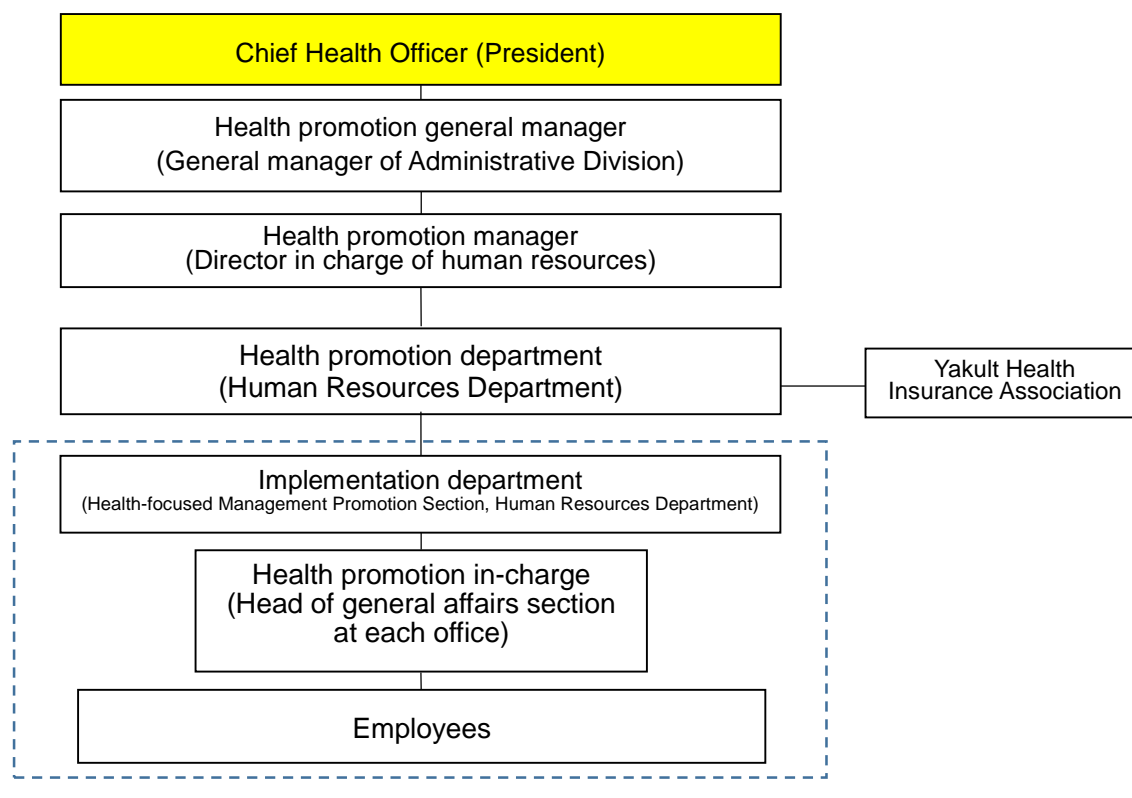 Chief Health Officer (President)
Health promotion general manager
(General manager of Administrative Division)
Health promotion manager
(Director in charge of human resources)
Health promotion department
(Human Resources Department)
Yakult Health
Insurance Association
Implementation department
(Health-focused Management Promotion Section, Human Resources Department)
Health promotion in-charge
(Head of general affairs section
at each office)
Employees